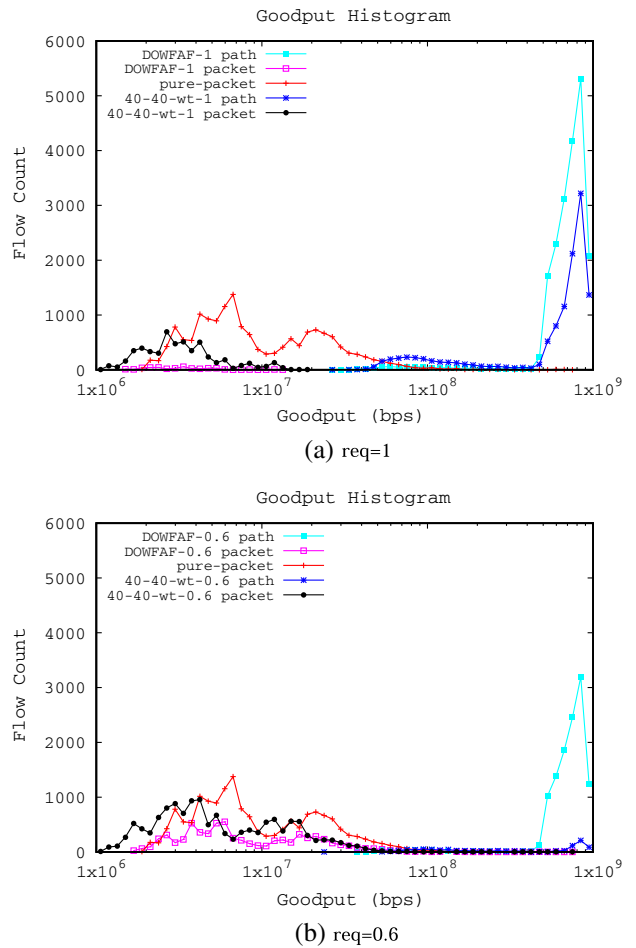 Goodput Histogram
6000
5000
4000
3000
2000
1000
0
Flow Count
DOWFAF-1 path
DOWFAF-1 packet
pure-packet
40-40-wt-1 path
40-40-wt-1 packet
1x10^6 1x10^7 1x10^8 1x10^9
Goodput (bps)
(a) req=1
Goodput Histogram
6000
5000
4000
3000
2000
1000
0
Flow Count
DOWFAF-0.6 path
DOWFAF-0.6 packet
pure-packet
40-40-wt-0.6 path
40-40-wt-0.6 packet
1x10^6 1x10^7 1x10^8 1x10^9
Goodput (bps)
(b) req=0.6